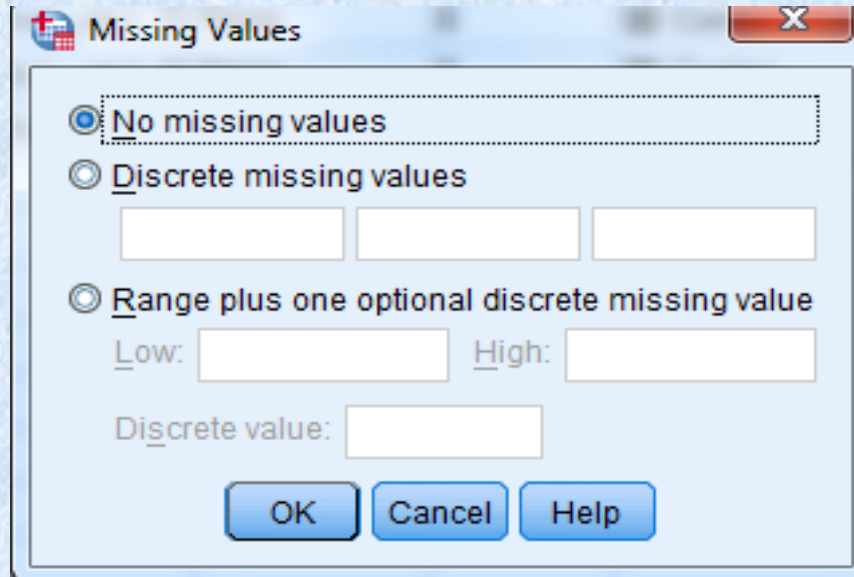 Missing Values
No missing values
Discrete missing values
Range plus one optional discrete missing value
Low: High:
Discrete value:
OK Cancel Help